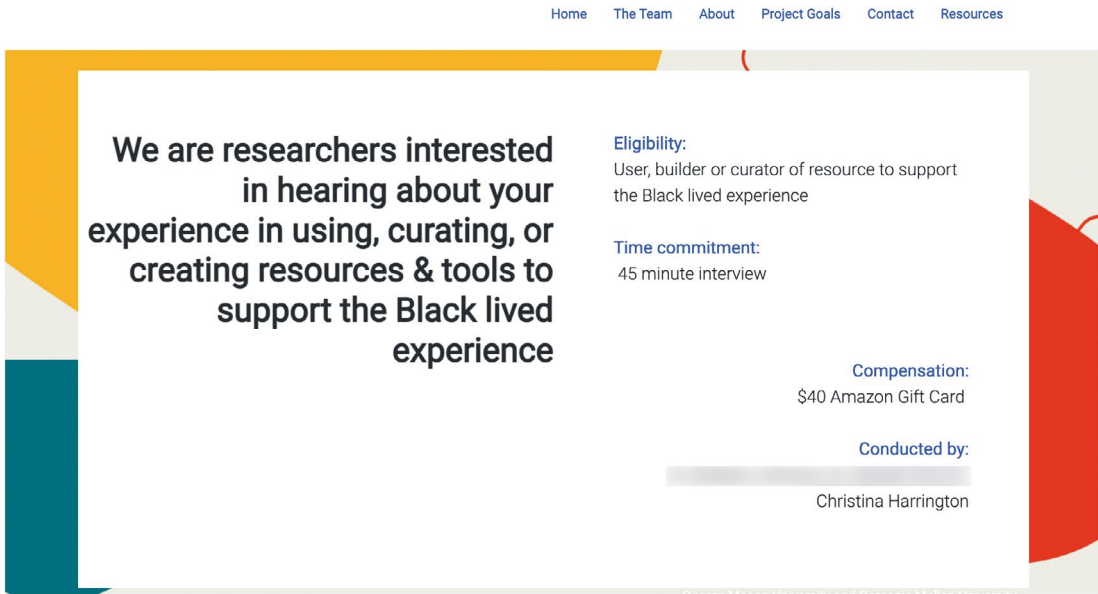 Home The Team About Project Goals Contact Resources
We are researchers interested
in hearing about your
experience in using, curating, or
creating resources & tools to
support the Black lived
experience
Eligibility:
User, builder or curator of resource to support
the Black lived experience
Time commitment:
45 minute interview
Compensation:
$40 Amazon Gift Card
Conducted by:
Christina Harrington